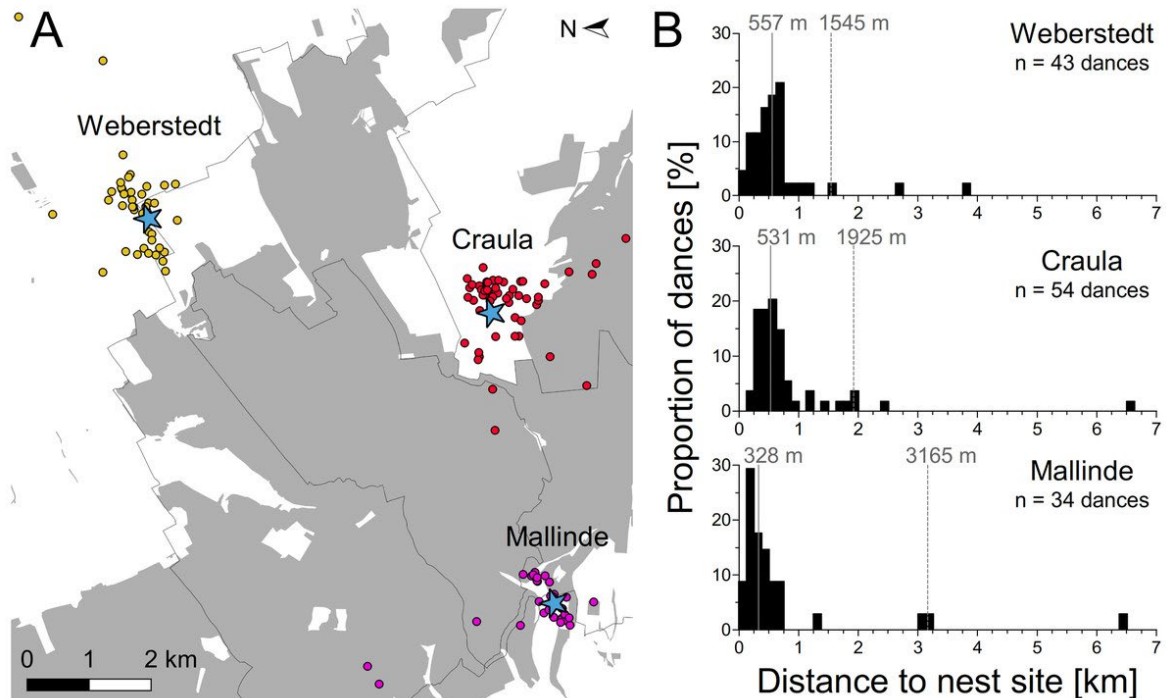 A
N
Weberstedt
Craula
Mallinde
0 1 2 km
B
Proportion of dances [%]
557 m 1545 m
Weberstedt
n = 43 dances
30
20
10
0
0 1 2 3 4 5 6 7
531 m 1925 m
Craula
n = 54 dances
30
20
10
0
0 1 2 3 4 5 6 7
328 m 3165 m
Mallinde
n = 34 dances
30
20
10
0
0 1 2 3 4 5 6 7
Distance to nest site [km]